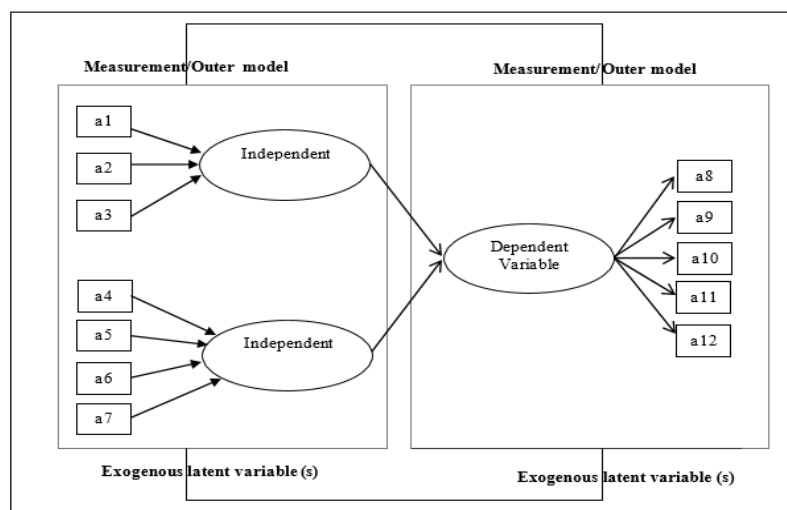 Measurement/Outer model
Measurement/Outer model
a1
a2
a3
Independent
a4
a5
a6
a7
Independent
Dependent
Variable
a8
a9
a10
a11
a12
Exogenous latent variable (s)
Exogenous latent variable (s)